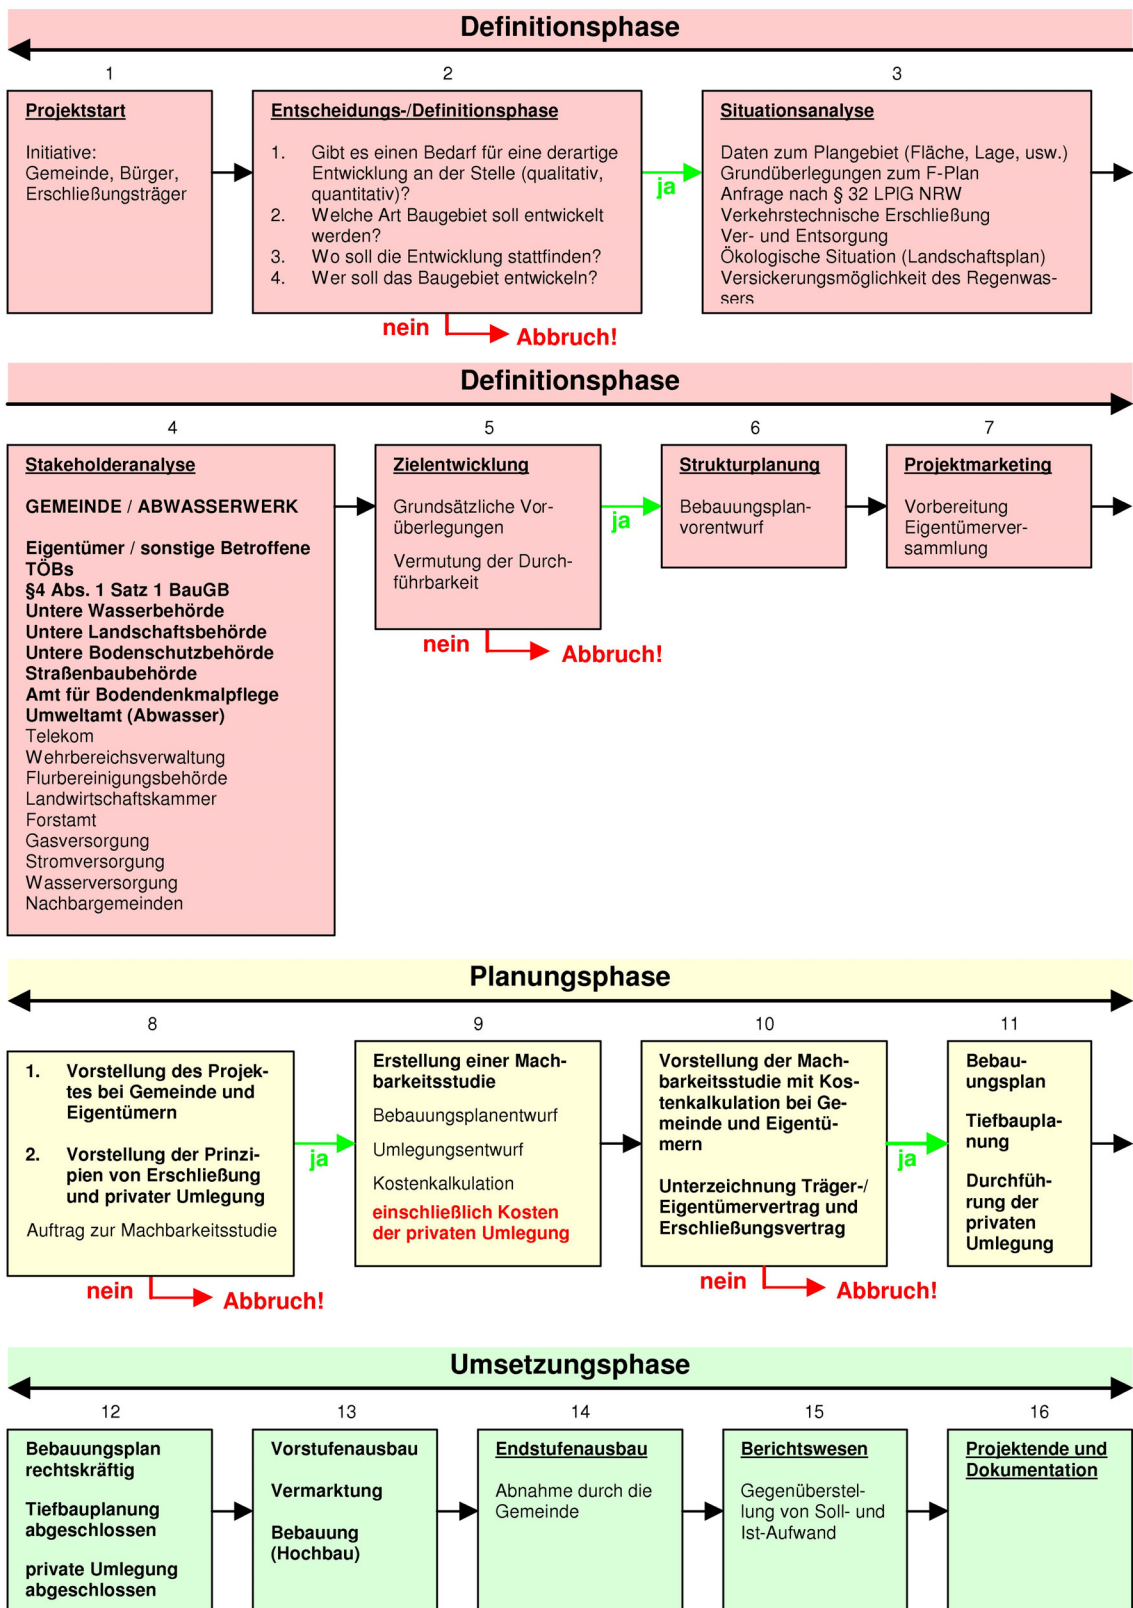 Definitionsphase
1
2
3
Projektstart
Initiative:
Gemeinde, Bürger,
Erschließungsträger
Entscheidungs-/Definitionsphase
1. Gibt es einen Bedarf für eine derartige
Entwicklung an der Stelle (qualitativ,
quantitativ)?
2. Welche Art Baugebiet soll entwickelt
werden?
3. Wo soll die Entwicklung stattfinden?
4. Wer soll das Baugebiet entwickeln?
ja
nein
Abbruch!
Situationsanalyse
Daten zum Plangebiet (Fläche, Lage, usw.)
Grundüberlegungen zum F-Plan
Anfrage nach § 32 LPlG NRW
Verkehrstechnische Erschließung
Ver- und Entsorgung
Ökologische Situation (Landschaftsplan)
Versickerungsmöglichkeit des Regenwas-
sers
Definitionsphase
4
5
6
7
Stakeholderanalyse
GEMEINDE / ABWASSERWERK
Eigentümer / sonstige Betroffene
TÖBs
§4 Abs. 1 Satz 1 BauGB
Untere Wasserbehörde
Untere Landschaftsbehörde
Untere Bodenschutzbehörde
Straßenbaubehörde
Amt für Bodendenkmalpflege
Umweltamt (Abwasser)
Telekom
Wehrbereichsverwaltung
Flurbereinigungsbehörde
Landwirtschaftskammer
Forstamt
Gasversorgung
Stromversorgung
Wasserversorgung
Nachbargemeinden
Zielentwicklung
Grundsätzliche Vor-
überlegungen
Vermutung der Durch-
führbarkeit
ja
nein
Abbruch!
Strukturplanung
Bebauungsplan-
vorentwurf
Projektmarketing
Vorbereitung
Eigentümerver-
sammlung
Planungsphase
8
9
10
11
1. Vorstellung des Projek-
tes bei Gemeinde und
Eigentümern
2. Vorstellung der Prinzi-
pien von Erschließung
und privater Umlegung
Auftrag zur Machbarkeitsstudie
ja
nein
Abbruch!
Erstellung einer Mach-
barkeitsstudie
Bebauungsplanentwurf
Umlegungsentwurf
Kostenkalkulation
einschließlich Kosten
der privaten Umlegung
Vorstellung der Mach-
barkeitsstudie mit Kos-
tenkalkulation bei Ge-
meinde und Eigentü-
mern
Unterzeichnung Träger-/
Eigentümervertrag und
Erschließungsvertrag
ja
nein
Abbruch!
Bebau-
ungsplan
Tiefbaupla-
nung
Durchfüh-
rung der
privaten
Umlegung
Umsetzungsphase
12
13
14
15
16
Bebauungsplan
rechtskräftig
Tiefbauplanung
abgeschlossen
private Umlegung
abgeschlossen
Vorstufenausbau
Vermarktung
Bebauung
(Hochbau)
Endstufenausbau
Abnahme durch die
Gemeinde
Berichtswesen
Gegenüberstel-
lung von Soll- und
Ist-Aufwand
Projektende und
Dokumentation